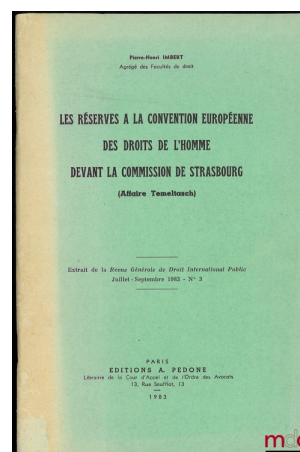 Pierre-Henri IMBERT
Agrégé des Facultés de droit
LES RÉSERVES A LA CONVENTION EUROPÉENNE
DES DROITS DE L'HOMME
DEVANT LA COMMISSION DE STRASBOURG
(Affaire Temeltasch)
Extrait de la Revue Générale de Droit International Public
Juillet-Septembre 1983 - N° 3
PARIS
EDITIONS A. PEDONE
Librairie de la Cour d'Appel et de l'Ordre des Avocats
13, Rue Soufflot, 13
1983